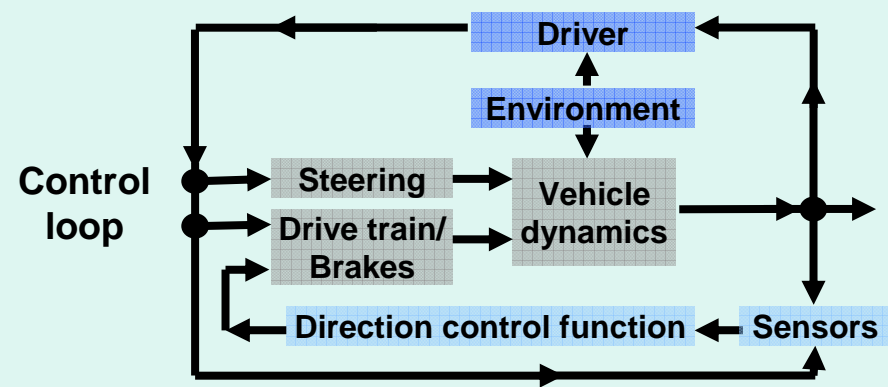 Driver
Environment
Control
loop
Steering
Vehicle
dynamics
Drive train/
Brakes
Direction control function
Sensors